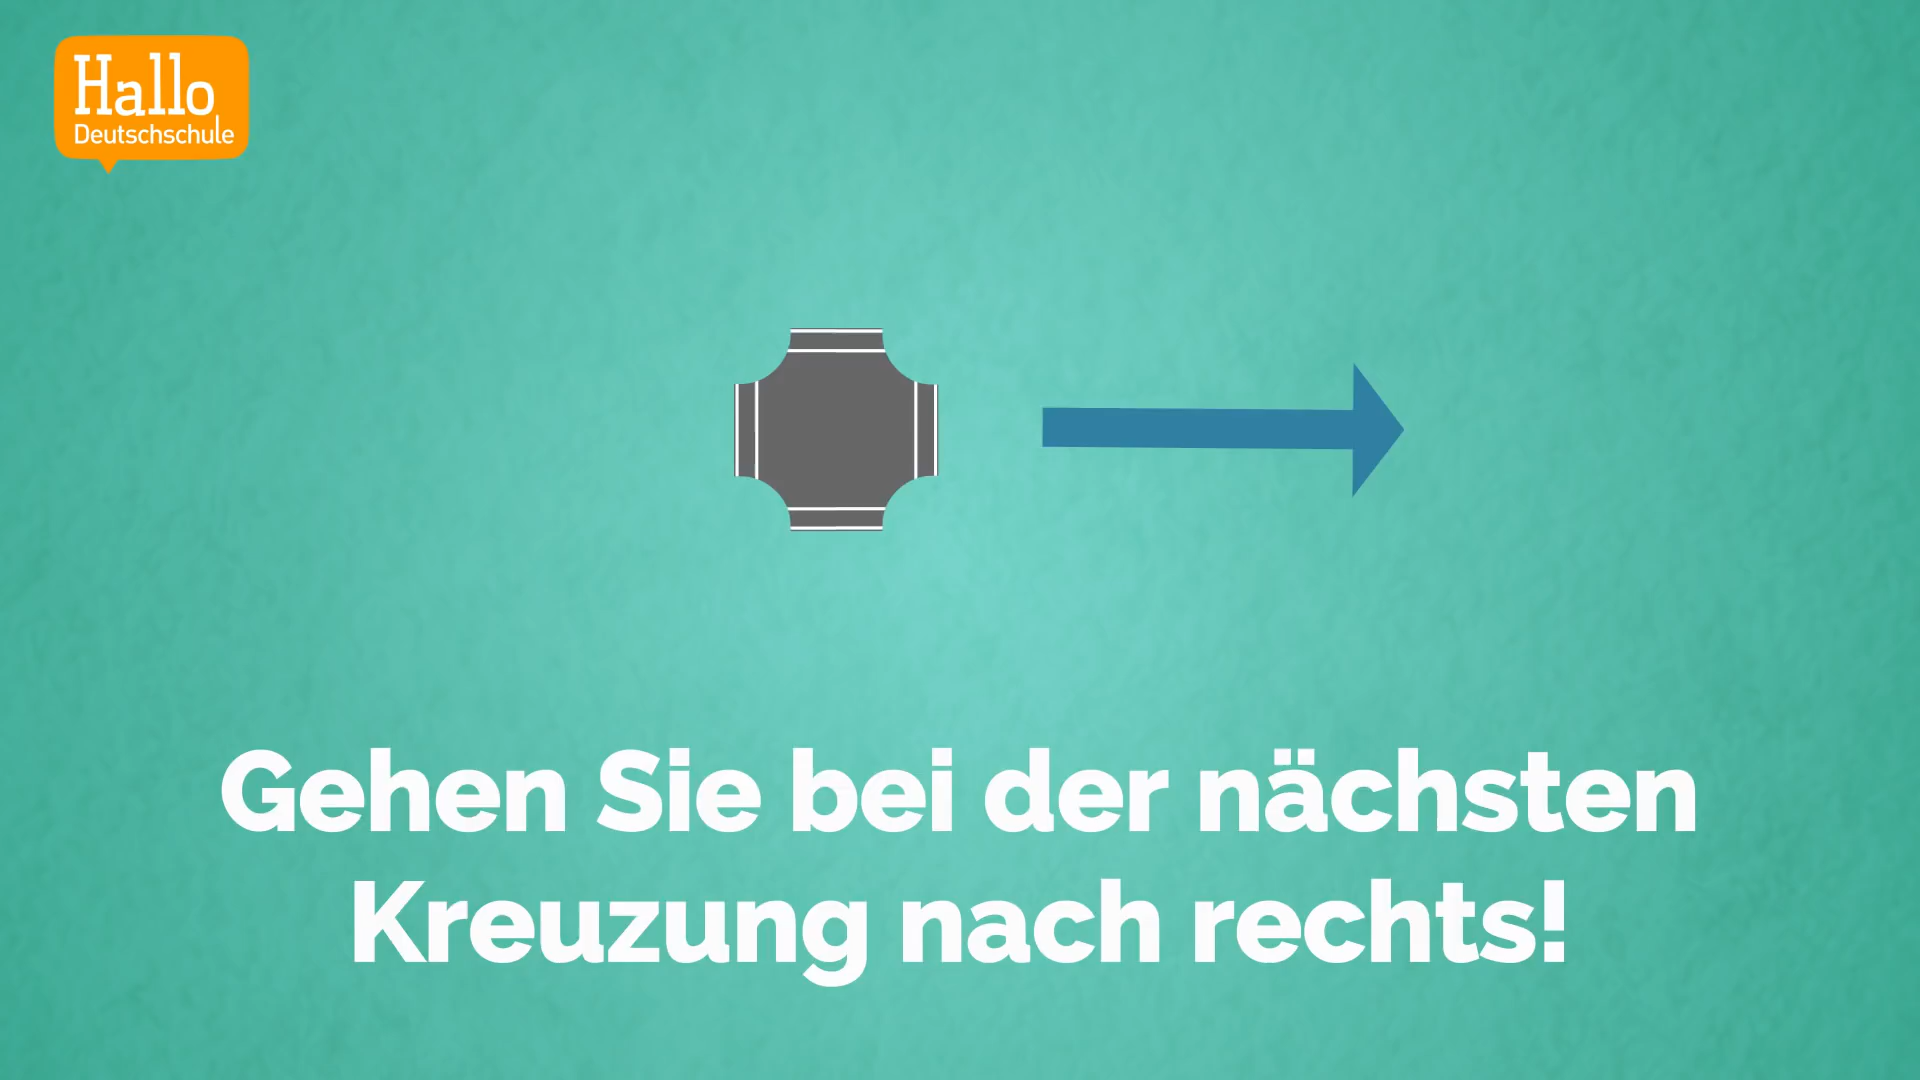 Hallo
Deutschschule
Gehen Sie bei der nächsten
Kreuzung nach rechts!